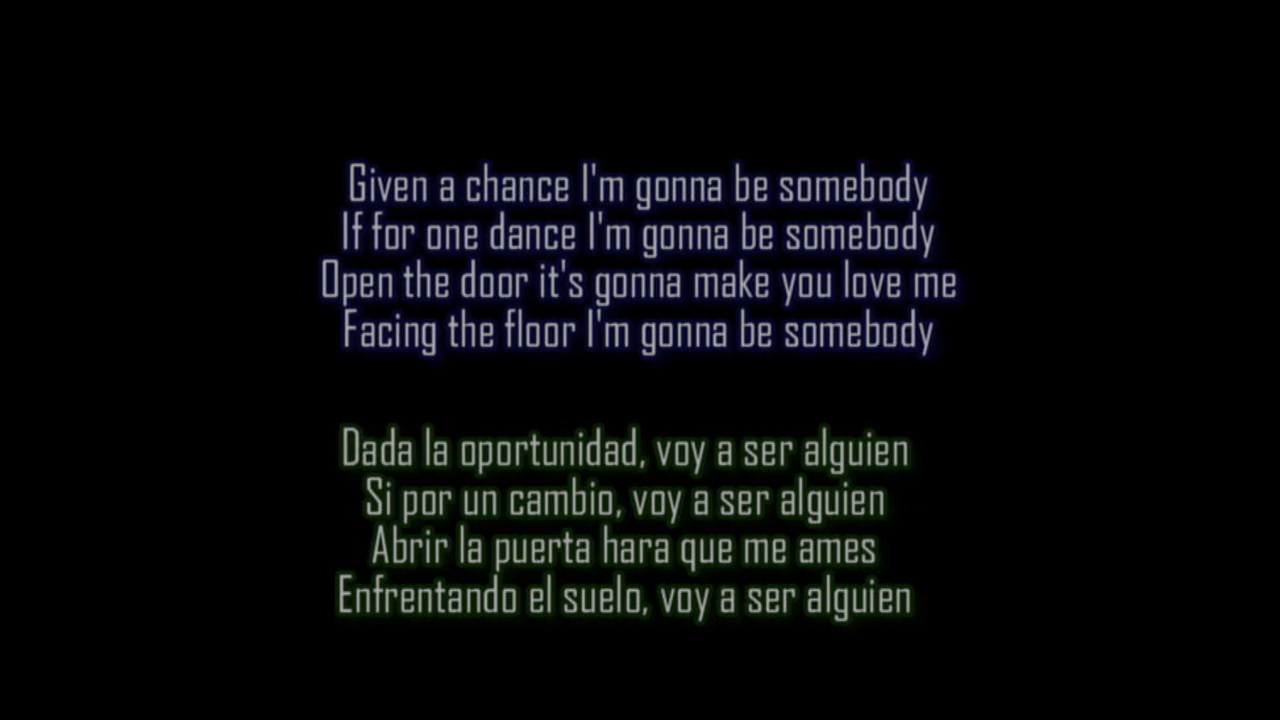 Given a chance I'm gonna be somebody
If for one dance I'm gonna be somebody
Open the door it's gonna make you love me
Facing the floor I'm gonna be somebody
Dada la oportunidad, voy a ser alguien
Si por un cambio, voy a ser alguien
Abrir la puerta hara que me ames
Enfrentando el suelo, voy a ser alguien